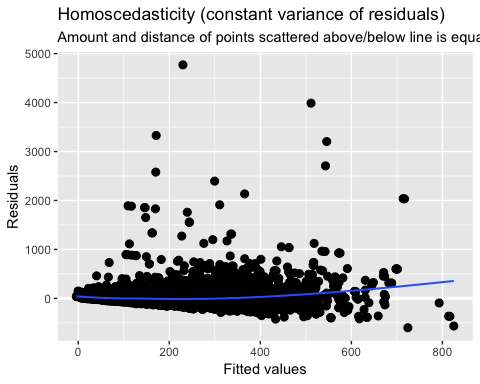 Homoscedasticity (constant variance of residuals)
Amount and distance of points scattered above/below line is equa
5000
4000
3000
2000
1000
0
Residuals
0 200 400 600 800
Fitted values